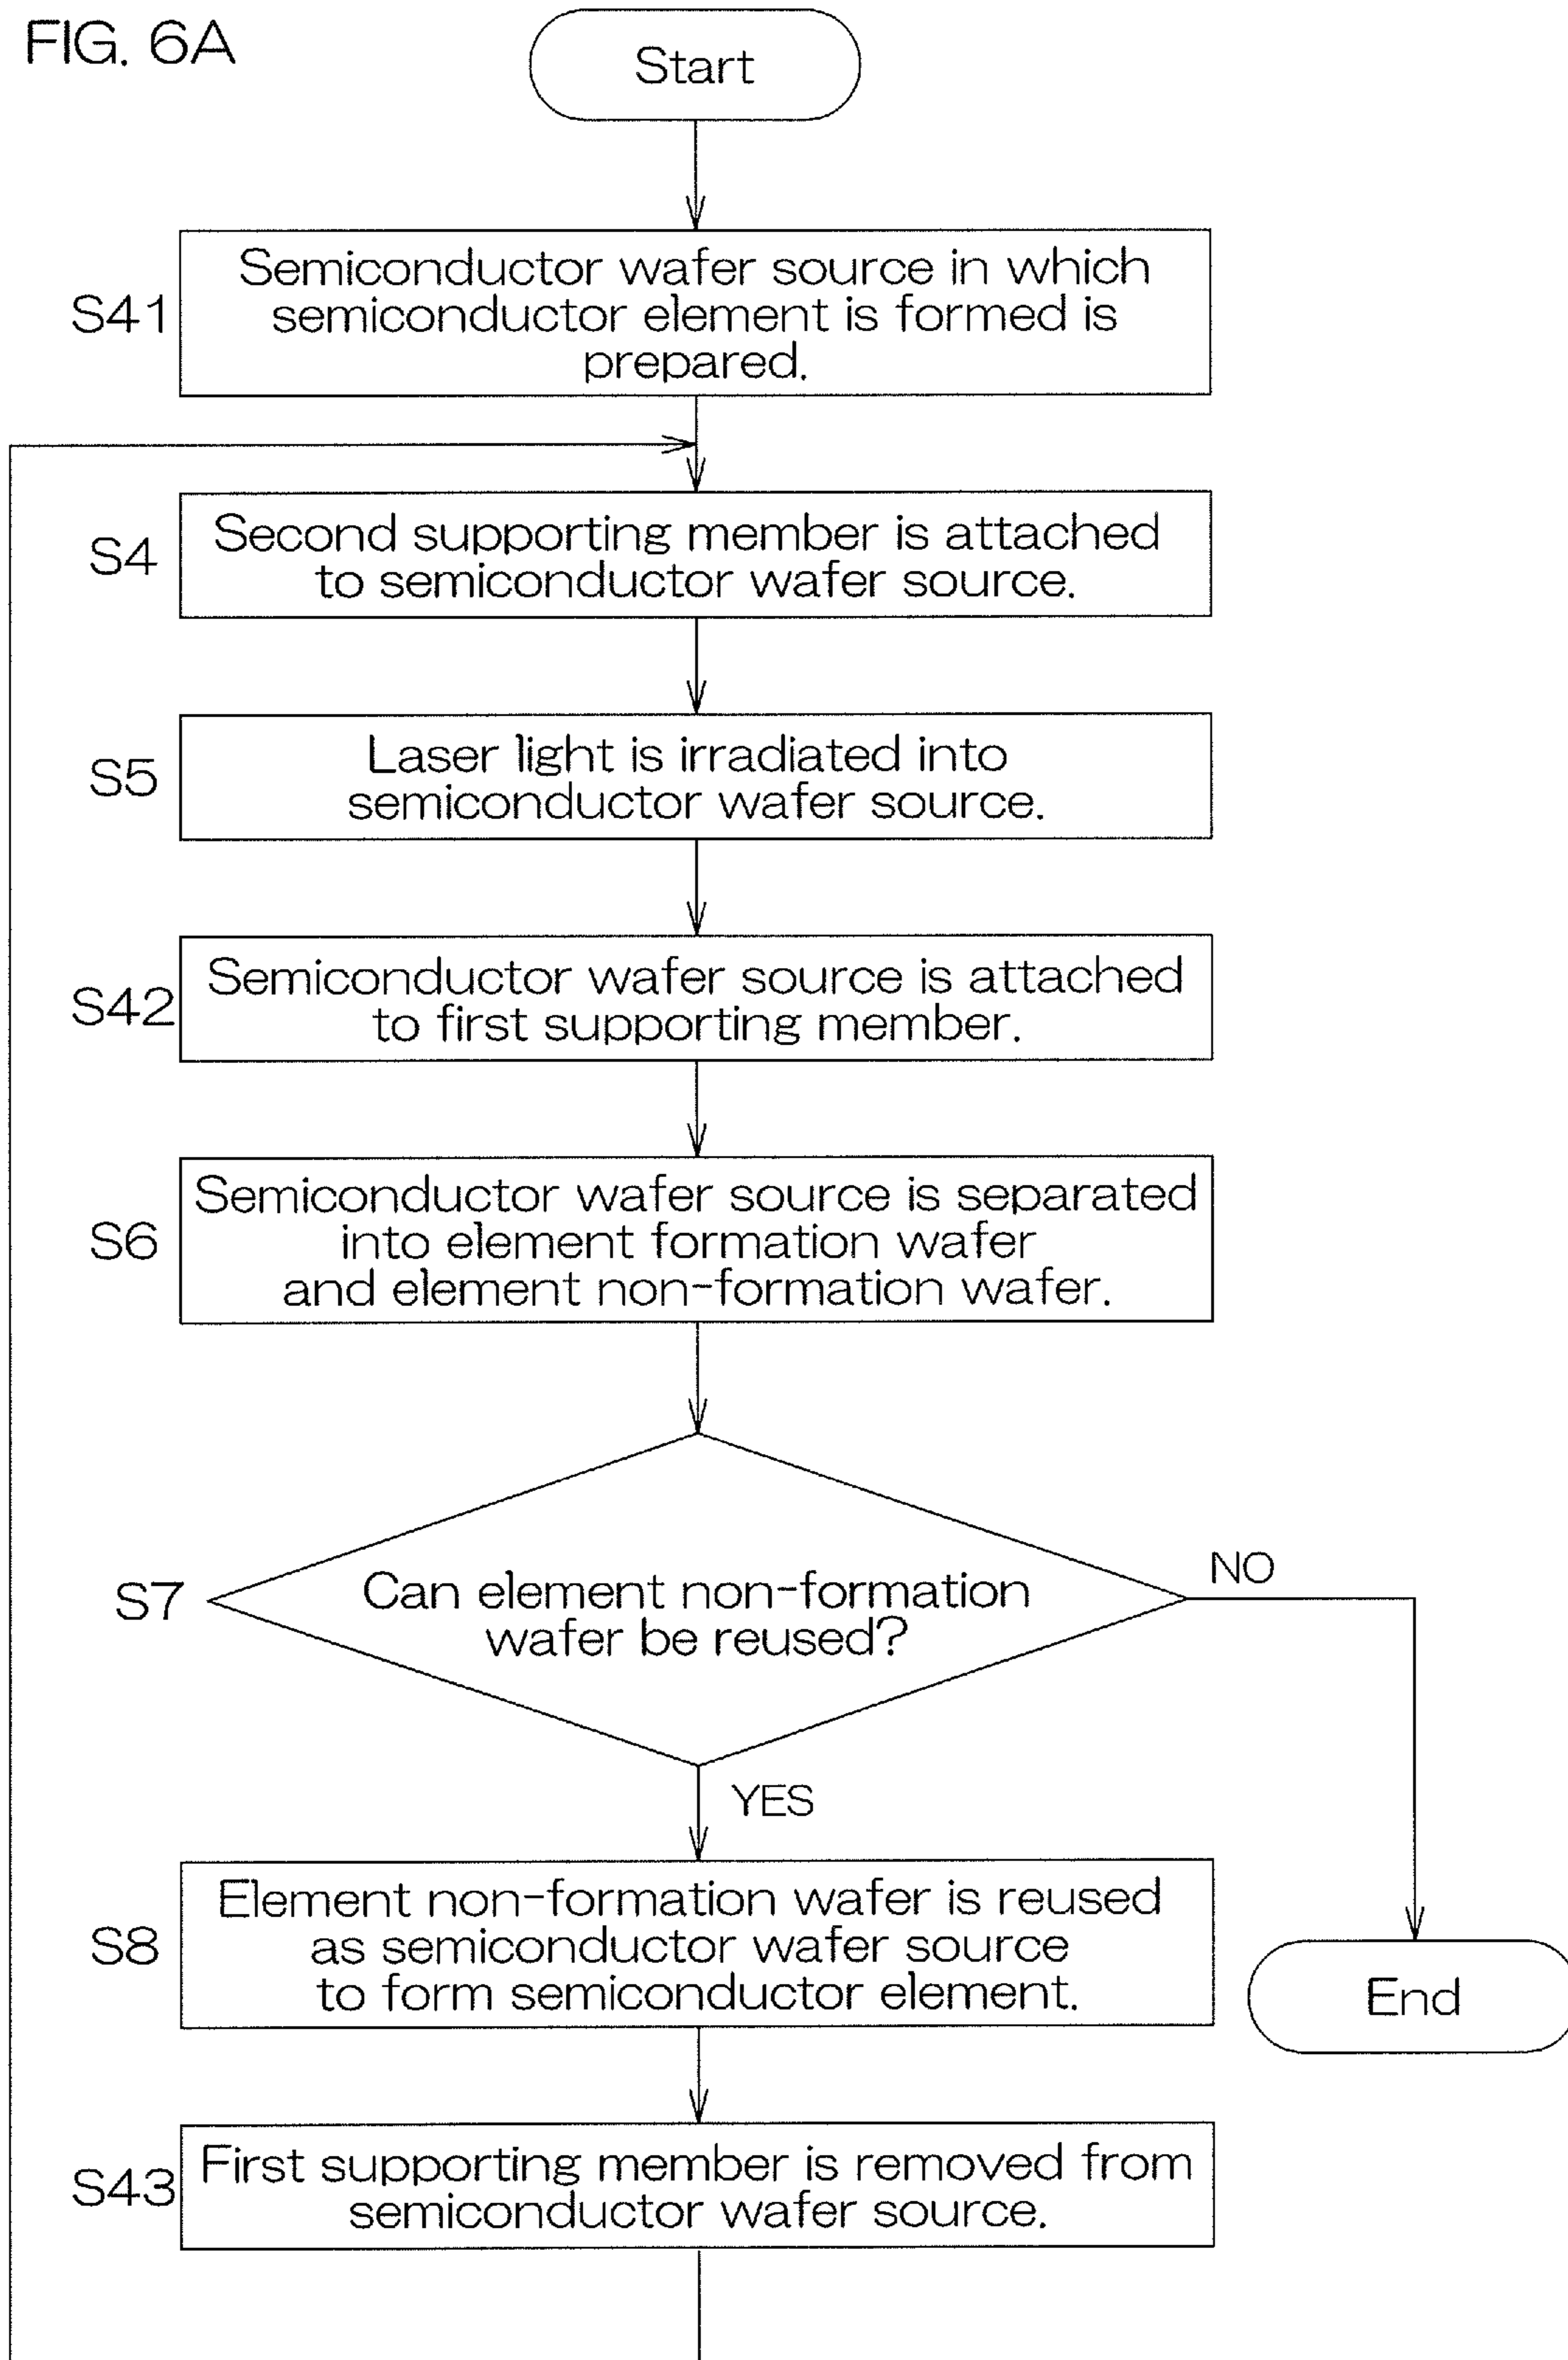 FIG. 6A
Start
S41
Semiconductor wafer source in which
semiconductor element is formed is
prepared.
S4
Second supporting member is attached
to semiconductor wafer source.
S5
Laser light is irradiated into
semiconductor wafer source.
S42
Semiconductor wafer source is attached
to first supporting member.
S6
Semiconductor wafer source is separated
into element formation wafer
and element non-formation wafer.
S7
Can element non-formation
wafer be reused?
NO
YES
S8
Element non-formation wafer is reused
as semiconductor wafer source
to form semiconductor element.
End
S43
First supporting member is removed from
semiconductor wafer source.